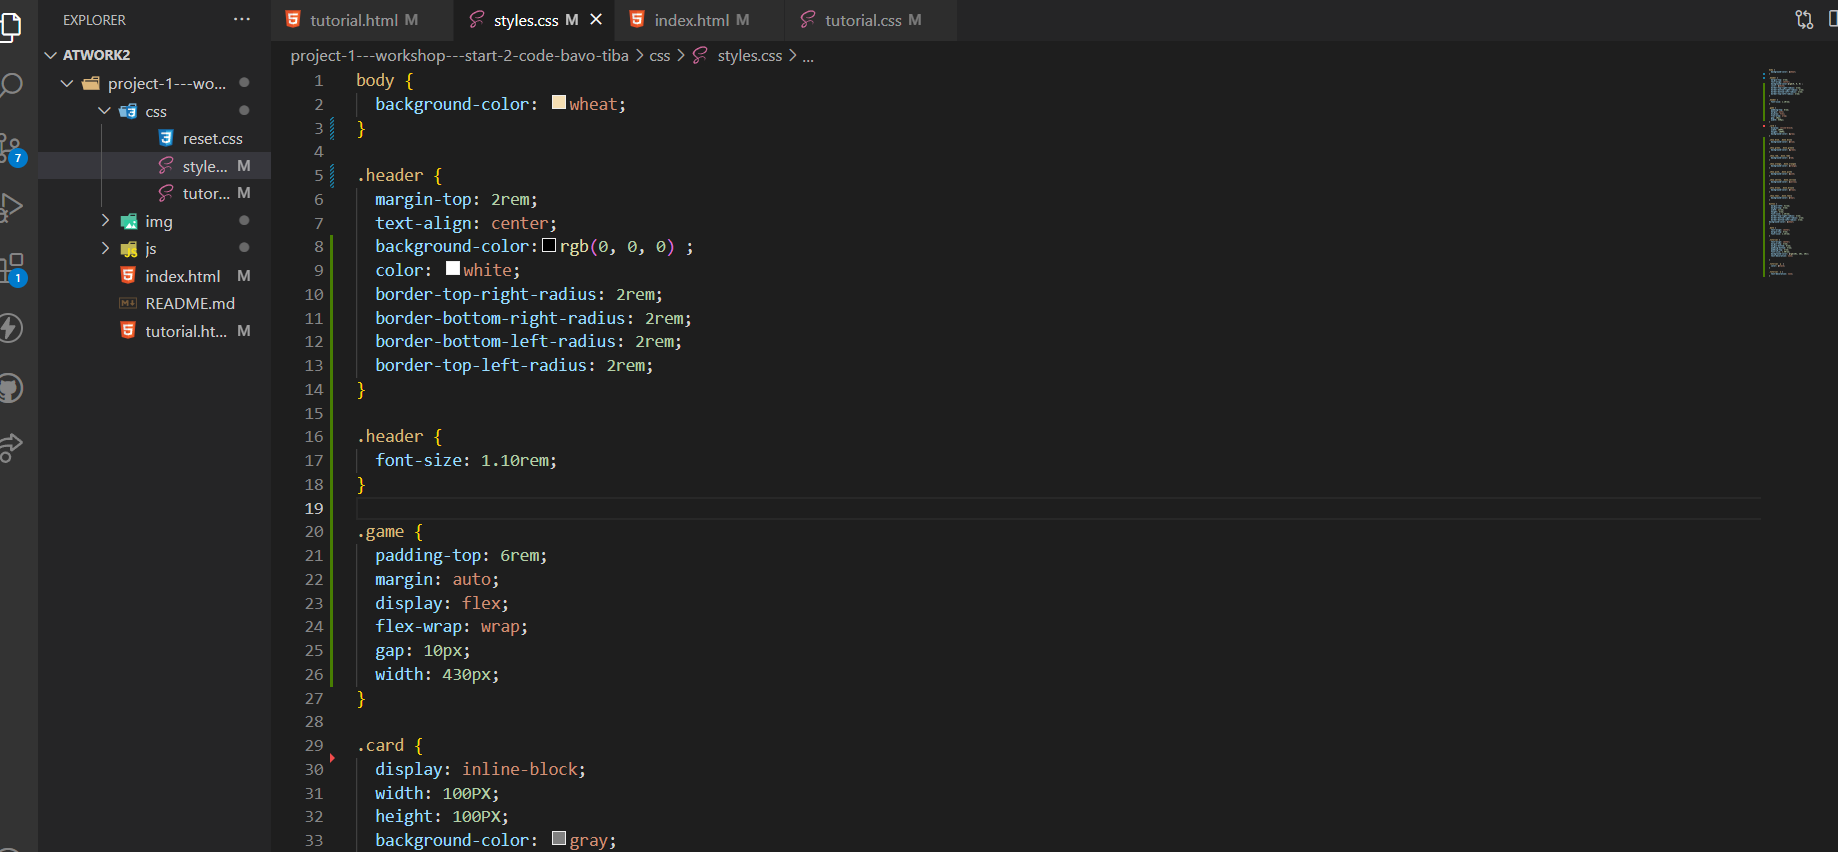 EXPLORER ···
ATWORK2
project-1---wo...
css
reset.css
style... M
tutor... M
img
js
index.html M
README.md
tutorial.ht... M
7
1
tutorial.html M
styles.css M
index.html M
tutorial.css M
project-1---workshop---start-2-code-bavo-tiba > css > styles.css > ...
1 body {
2 background-color: wheat;
3 }
4
5 .header {
6 margin-top: 2rem;
7 text-align: center;
8 background-color: rgb(0, 0, 0) ;
9 color: white;
10 border-top-right-radius: 2rem;
11 border-bottom-right-radius: 2rem;
12 border-bottom-left-radius: 2rem;
13 border-top-left-radius: 2rem;
14 }
15
16 .header {
17 font-size: 1.10rem;
18 }
19
20 .game {
21 padding-top: 6rem;
22 margin: auto;
23 display: flex;
24 flex-wrap: wrap;
25 gap: 10px;
26 width: 430px;
27 }
28
29 .card {
30 display: inline-block;
31 width: 100PX;
32 height: 100PX;
33 background-color: gray;